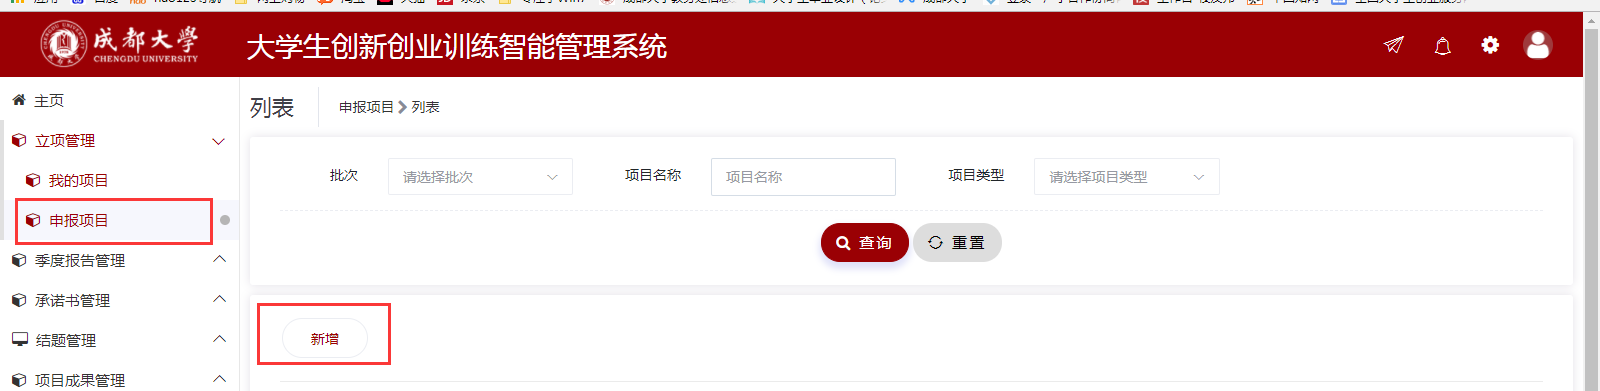 成都大学
CHENGDU UNIVERSITY
大学生创新创业训练智能管理系统
主页
立项管理
我的项目
申报项目
季度报告管理
承诺书管理
结题管理
项目成果管理
列表
申报项目 列表
批次 请选择批次 项目名称 项目名称 项目类型 请选择项目类型
查询 重置
新增